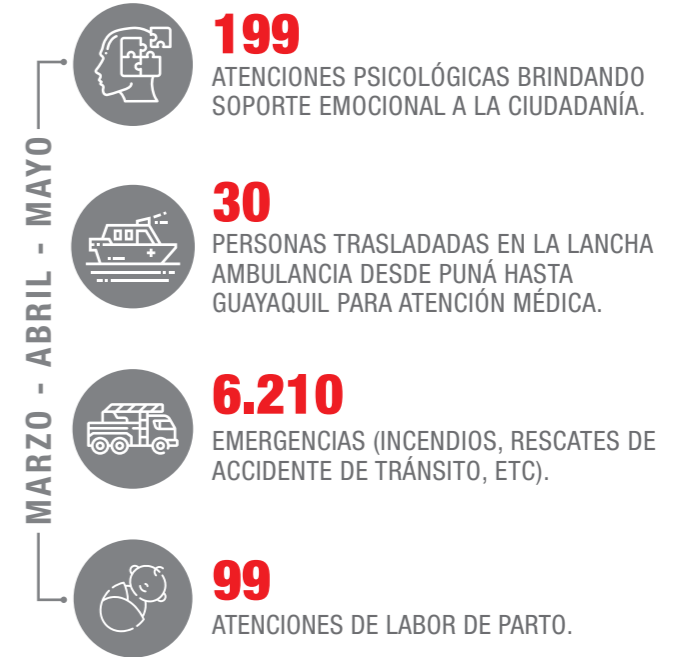 199
ATENCIONES PSICOLÓGICAS BRINDANDO
SOPORTE EMOCIONAL A LA CIUDADANÍA.
30
PERSONAS TRASLADADAS EN LA LANCHA
AMBULANCIA DESDE PUNÁ HASTA
GUAYAQUIL PARA ATENCIÓN MÉDICA.
6.210
EMERGENCIAS (INCENDIOS, RESCATES DE
ACCIDENTE DE TRÁNSITO, ETC).
99
ATENCIONES DE LABOR DE PARTO.
MARZO - ABRIL - MAYO